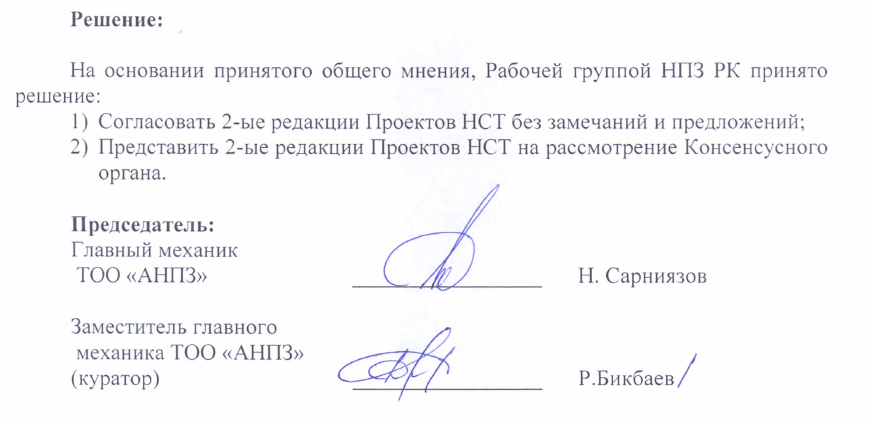 Решение:
На основании принятого общего мнения, Рабочей группой НПЗ РК принято
решение:
1) Согласовать 2-ые редакции Проектов НСТ без замечаний и предложений;
2) Представить 2-ые редакции Проектов НСТ на рассмотрение Консенсусного
органа.
Председатель:
Главный механик
ТОО «АНПЗ» Н. Сарниязов
Заместитель главного
механика ТОО «АНПЗ»
(куратор) Р.Бикбаев